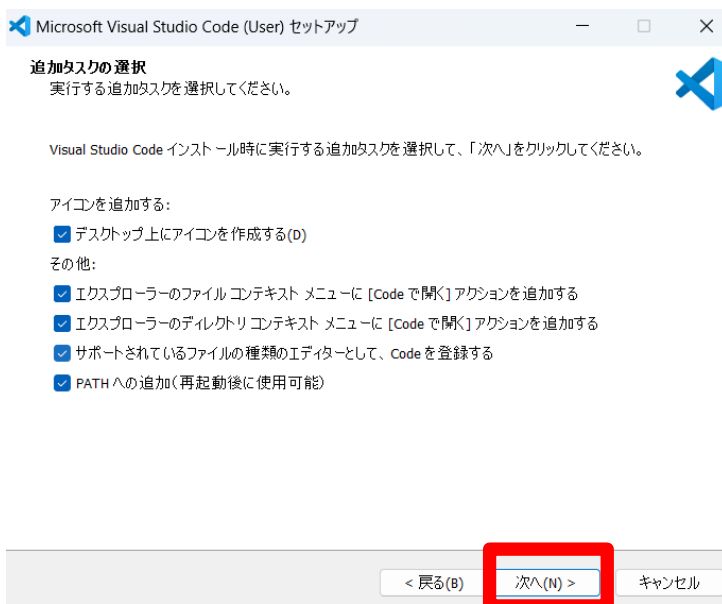 Microsoft Visual Studio Code (User) セットアップ
追加タスクの選択
実行する追加タスクを選択してください。
Visual Studio Code インストール時に実行する追加タスクを選択して、「次へ」をクリックしてください。
アイコンを追加する:
デスクトップ上にアイコンを作成する(D)
その他:
エクスプローラーのファイル コンテキスト メニューに [Code で開く] アクションを追加する
エクスプローラーのディレクトリ コンテキスト メニューに [Code で開く] アクションを追加する
サポートされているファイルの種類のエディターとして、Code を登録する
PATH への追加(再起動後に使用可能)
< 戻る(B) 次へ(N) > キャンセル